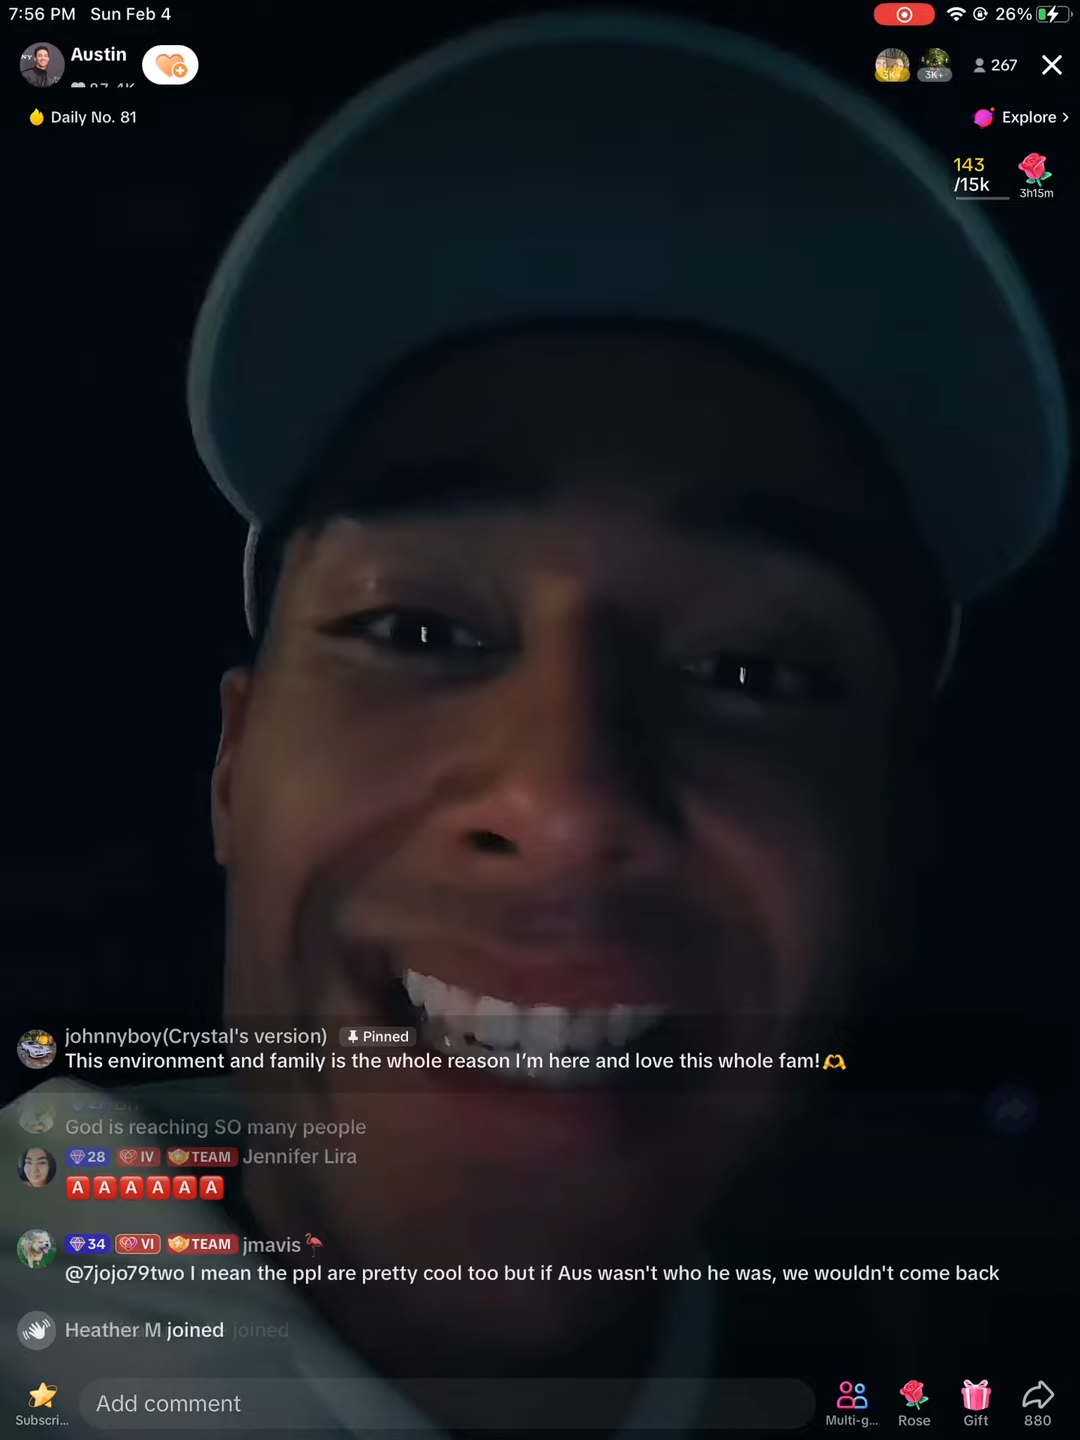 7:56 PM Sun Feb 4
26%
Austin
3K+
3K+
267
Daily No. 81
Explore >
143
/15k
3h15m
johnnyboy(Crystal's version) Pinned
This environment and family is the whole reason I'm here and love this whole fam!🫶
God is reaching SO many people
28 IV TEAM Jennifer Lira
🅰🅰🅰🅰🅰🅰
34 VI TEAM jmavis🦩
@7jojo79two I mean the ppl are pretty cool too but if Aus wasn't who he was, we wouldn't come back
Heather M joined
joined
Add comment
Subscri...
Multi-g...
Rose
Gift
880